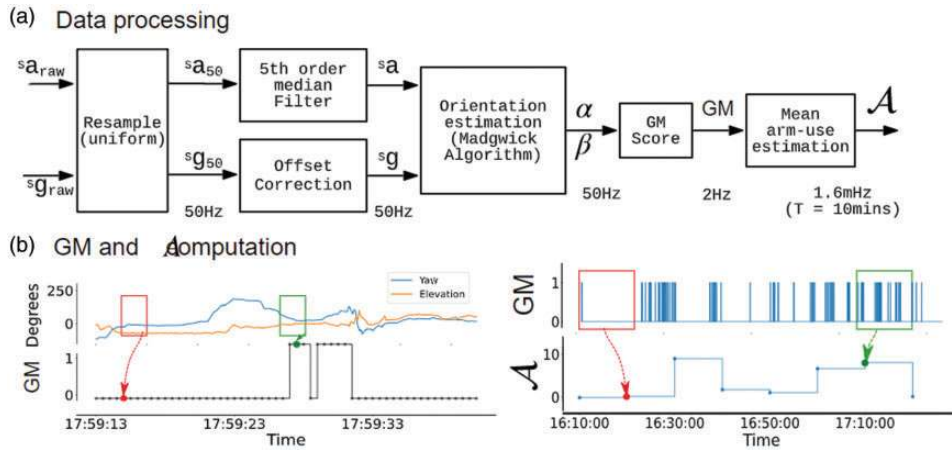 (a) Data processing
ˢa_raw
ˢg_raw
Resample
(uniform)
ˢa₅₀
ˢg₅₀
50Hz
5th order
median
Filter
Offset
Correction
ˢa
ˢg
50Hz
Orientation
estimation
(Madgwick
Algorithm)
α
β
50Hz
GM
Score
GM
2Hz
Mean
arm-use
estimation
A
1.6mHz
(T = 10mins)
(b) GM and A computation
Degrees
250
0
Yaw
Elevation
GM
1
0
17:59:13 17:59:23 17:59:33
Time
GM
1
0
A
10
0
16:10:00 16:30:00 16:50:00 17:10:00
Time